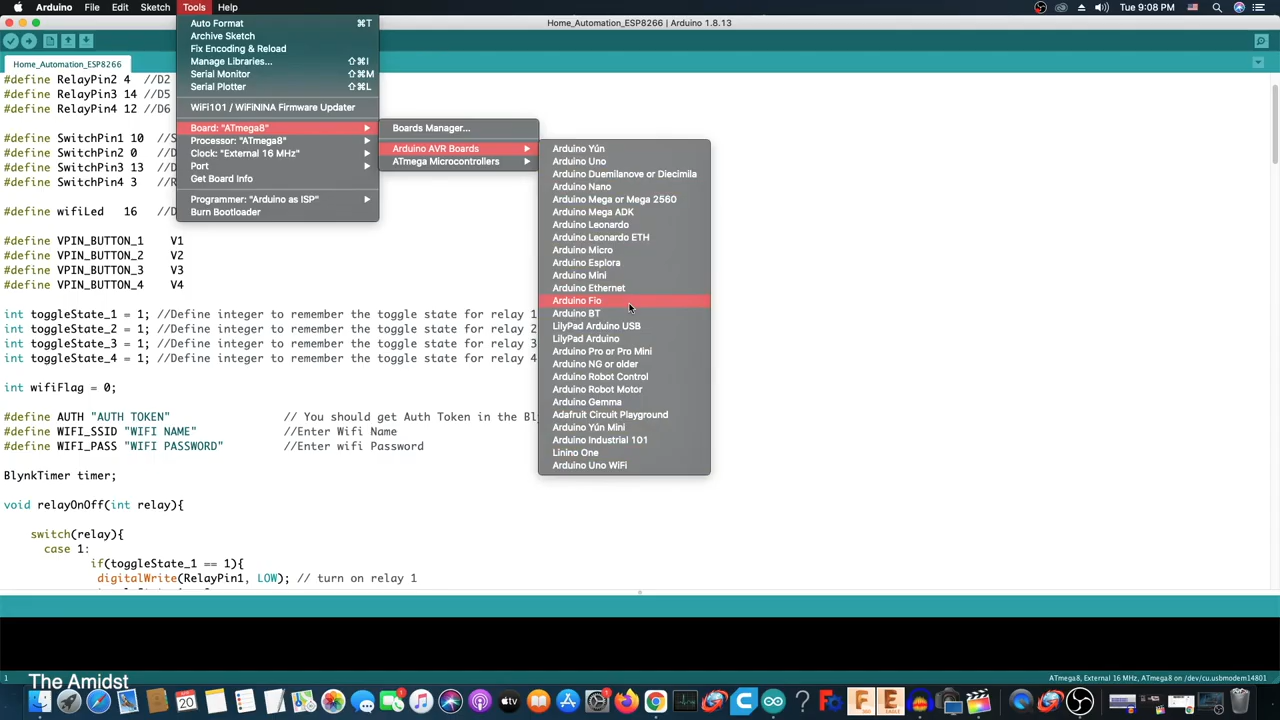 Arduino File Edit Sketch Tools Help
Tue 9:08 PM
Home_Automation_ESP8266 | Arduino 1.8.13
Home_Automation_ESP8266
Auto Format ⌘T
Archive Sketch
Fix Encoding & Reload
Manage Libraries... ⇧⌘I
Serial Monitor ⇧⌘M
Serial Plotter ⇧⌘L
WiFi101 / WiFiNINA Firmware Updater
Board: "ATmega8"
Processor: "ATmega8"
Clock: "External 16 MHz"
Port
Get Board Info
Programmer: "Arduino as ISP"
Burn Bootloader
Boards Manager...
Arduino AVR Boards
ATmega Microcontrollers
Arduino Yún
Arduino Uno
Arduino Duemilanove or Diecimila
Arduino Nano
Arduino Mega or Mega 2560
Arduino Mega ADK
Arduino Leonardo
Arduino Leonardo ETH
Arduino Micro
Arduino Esplora
Arduino Mini
Arduino Ethernet
Arduino Fio
Arduino BT
LilyPad Arduino USB
LilyPad Arduino
Arduino Pro or Pro Mini
Arduino NG or older
Arduino Robot Control
Arduino Robot Motor
Arduino Gemma
Adafruit Circuit Playground
Arduino Yún Mini
Arduino Industrial 101
Linino One
Arduino Uno WiFi
#define RelayPin2 4 //D2
#define RelayPin3 14 //D5
#define RelayPin4 12 //D6
#define SwitchPin1 10 //S
#define SwitchPin2 0 //D
#define SwitchPin3 13 //D
#define SwitchPin4 3 //R
#define wifiLed 16 //D
#define VPIN_BUTTON_1 V1
#define VPIN_BUTTON_2 V2
#define VPIN_BUTTON_3 V3
#define VPIN_BUTTON_4 V4
int toggleState_1 = 1; //Define integer to remember the toggle state for relay 1
int toggleState_2 = 1; //Define integer to remember the toggle state for relay 2
int toggleState_3 = 1; //Define integer to remember the toggle state for relay 3
int toggleState_4 = 1; //Define integer to remember the toggle state for relay 4
int wifiFlag = 0;
#define AUTH "AUTH TOKEN" // You should get Auth Token in the Bly
#define WIFI_SSID "WIFI NAME" //Enter Wifi Name
#define WIFI_PASS "WIFI PASSWORD" //Enter wifi Password
BlynkTimer timer;
void relayOnOff(int relay){
switch(relay){
case 1:
if(toggleState_1 == 1){
digitalWrite(RelayPin1, LOW); // turn on relay 1
1
ATmega8, External 16 MHz, ATmega8 on /dev/cu.usbmodem14801
The Amidst